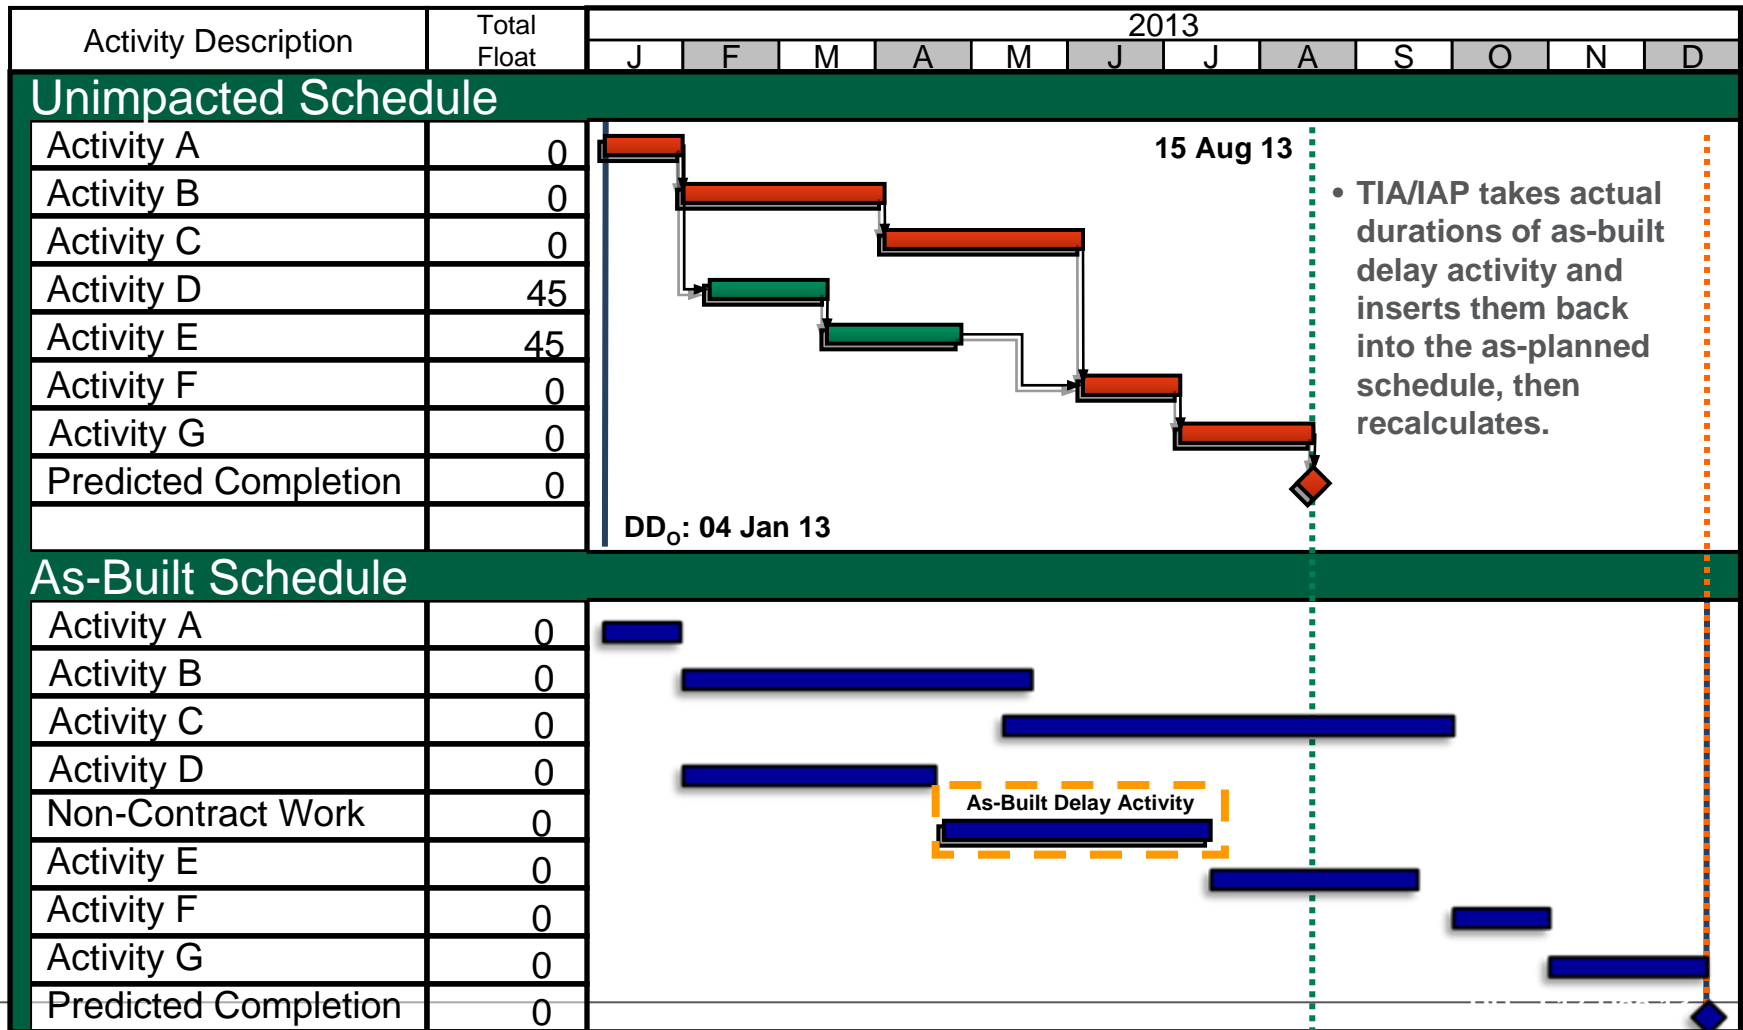 Activity Description
Total Float
2013
J F M A M J J A S O N D
Unimpacted Schedule
Activity A 0
15 Aug 13
Activity B 0
Activity C 0
Activity D 45
Activity E 45
Activity F 0
Activity G 0
Predicted Completion 0
• TIA/IAP takes actual
durations of as-built
delay activity and
inserts them back
into the as-planned
schedule, then
recalculates.
DDO: 04 Jan 13
As-Built Schedule
Activity A 0
Activity B 0
Activity C 0
Activity D 0
Non-Contract Work 0
As-Built Delay Activity
Activity E 0
Activity F 0
Activity G 0
Predicted Completion 0